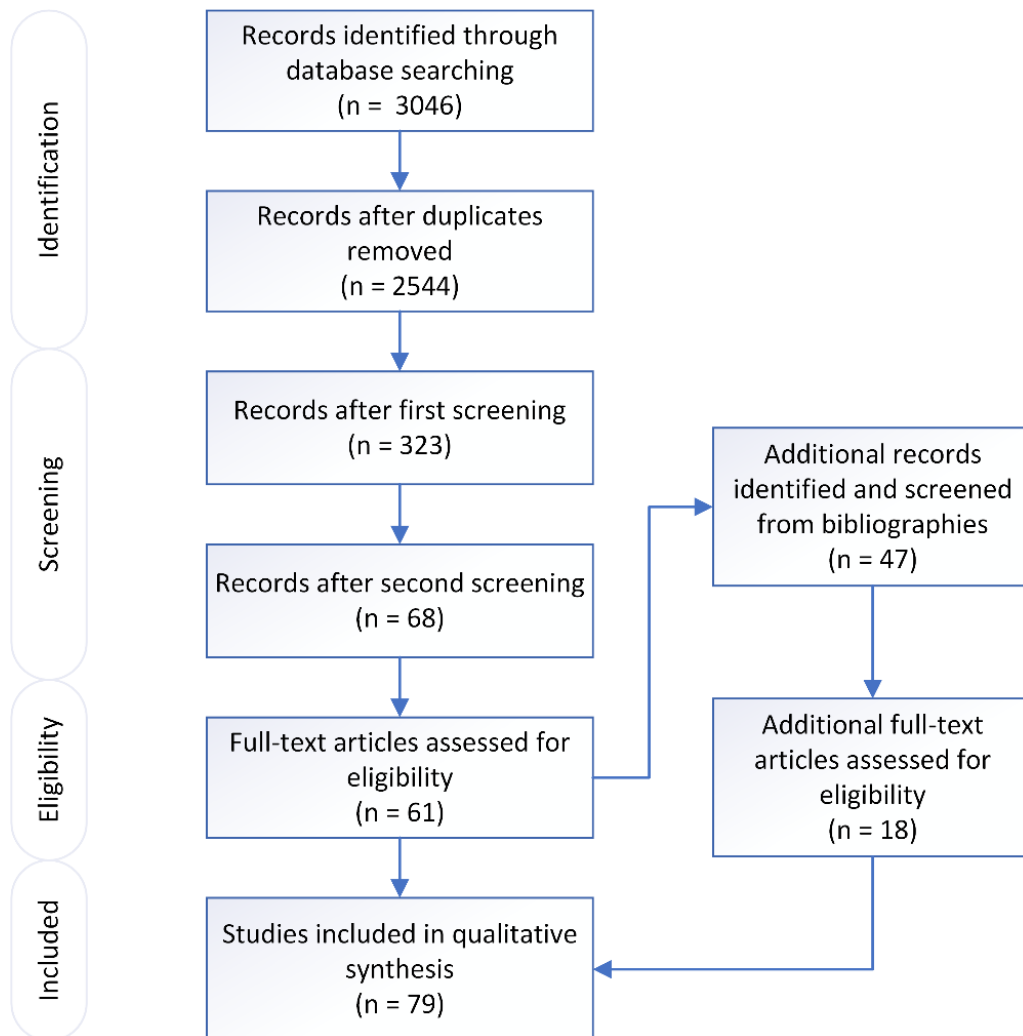 Identification
Records identified through
database searching
(n =  3046)
Records after duplicates
removed
(n = 2544)
Screening
Records after first screening
(n = 323)
Records after second screening
(n = 68)
Additional records
identified and screened
from bibliographies
(n = 47)
Eligibility
Full-text articles assessed for
eligibility
(n = 61)
Additional full-text
articles assessed for
eligibility
(n = 18)
Included
Studies included in qualitative
synthesis
(n = 79)